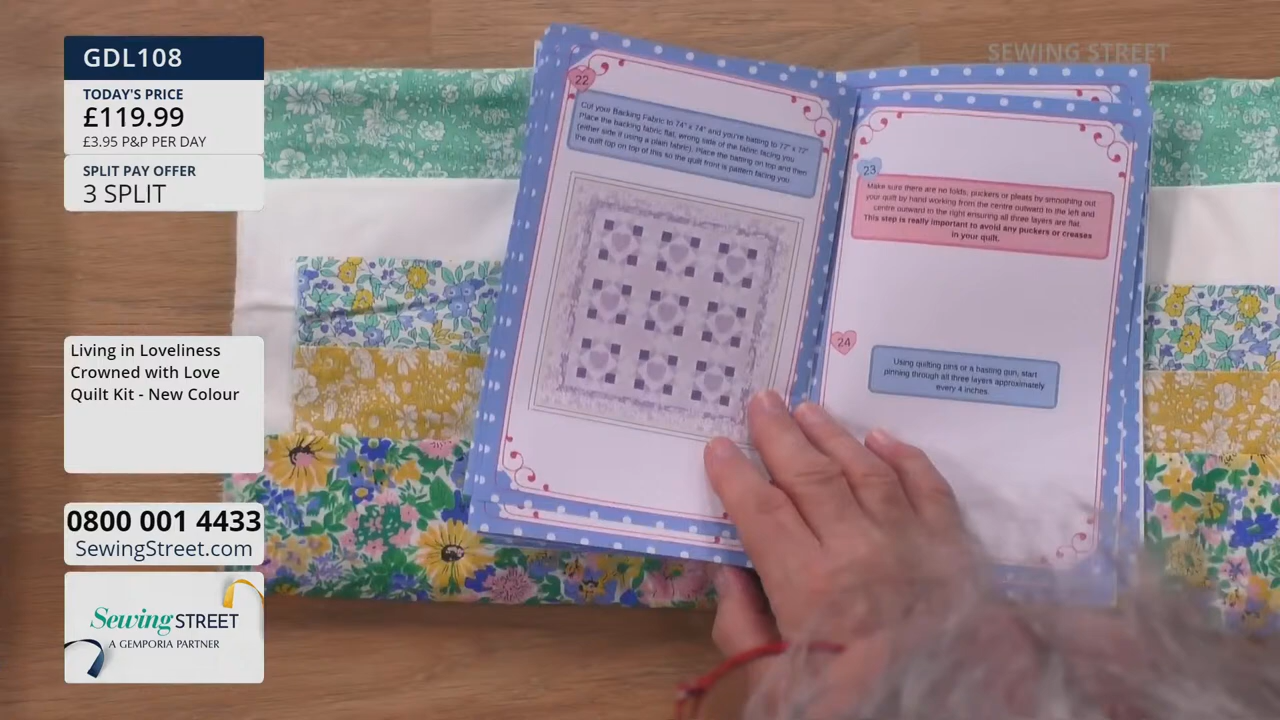 GDL108
TODAY'S PRICE
£119.99
£3.95 P&P PER DAY
SPLIT PAY OFFER
3 SPLIT
Living in Loveliness
Crowned with Love
Quilt Kit - New Colour
0800 001 4433
SewingStreet.com
Sewing STREET
A GEMPORIA PARTNER
SEWING STREET
22
Cut your Backing Fabric to 74" x 74" and you're batting to 72" x 72"
Place the backing fabric flat, wrong side of the fabric facing you
(either side if using a plain fabric). Place the batting on top and then
the quilt top on top of this so the quilt front is pattern facing you.
23
Make sure there are no folds, puckers or pleats by smoothing out
your quilt by hand working from the centre outward to the left and
centre outward to the right ensuring all three layers are flat.
This step is really important to avoid any puckers or creases
in your quilt.
24
Using quilting pins or a basting gun, start
pinning through all three layers approximately
every 4 inches.